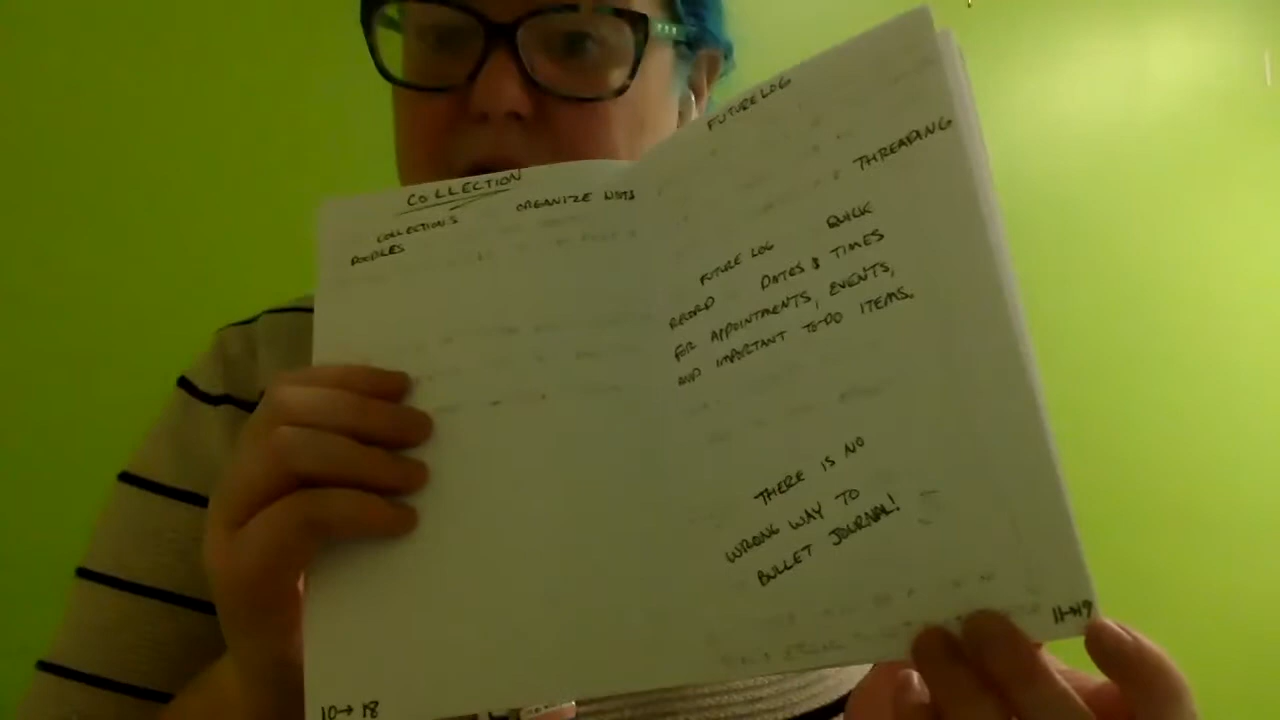 COLLECTION
COLLECTIONS ORGANIZE LISTS
DOODLES
10→18
FUTURE LOG
THREADING
FUTURE LOG QUICK
RECORD DATES & TIMES
FOR APPOINTMENTS, EVENTS,
AND IMPORTANT TO-DO ITEMS.
THERE IS NO
WRONG WAY TO
BULLET JOURNAL!
11→19